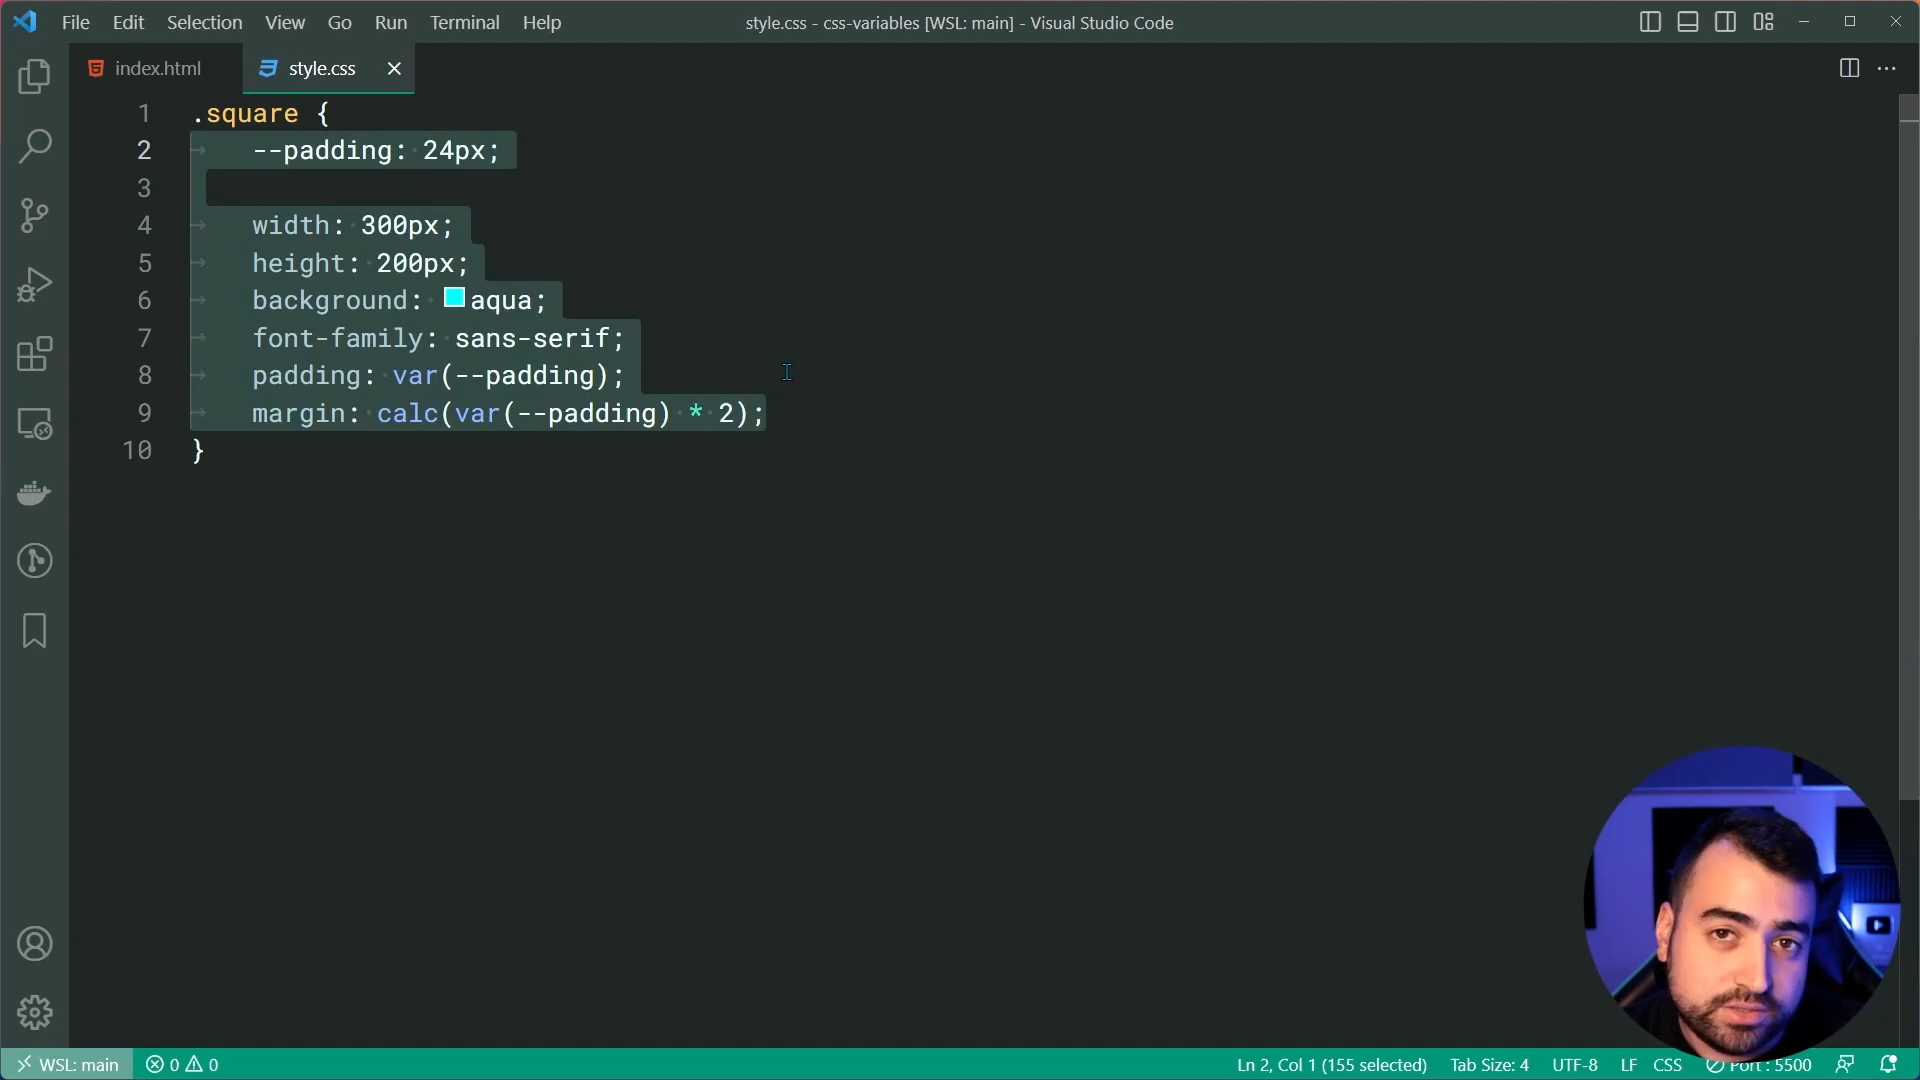 File Edit Selection View Go Run Terminal Help
style.css - css-variables [WSL: main] - Visual Studio Code
index.html
style.css
1 .square {
2 --padding: 24px;
3
4 width: 300px;
5 height: 200px;
6 background: aqua;
7 font-family: sans-serif;
8 padding: var(--padding);
9 margin: calc(var(--padding) * 2);
10 }
WSL: main 0 0 Ln 2, Col 1 (155 selected) Tab Size: 4 UTF-8 LF CSS Port : 5500